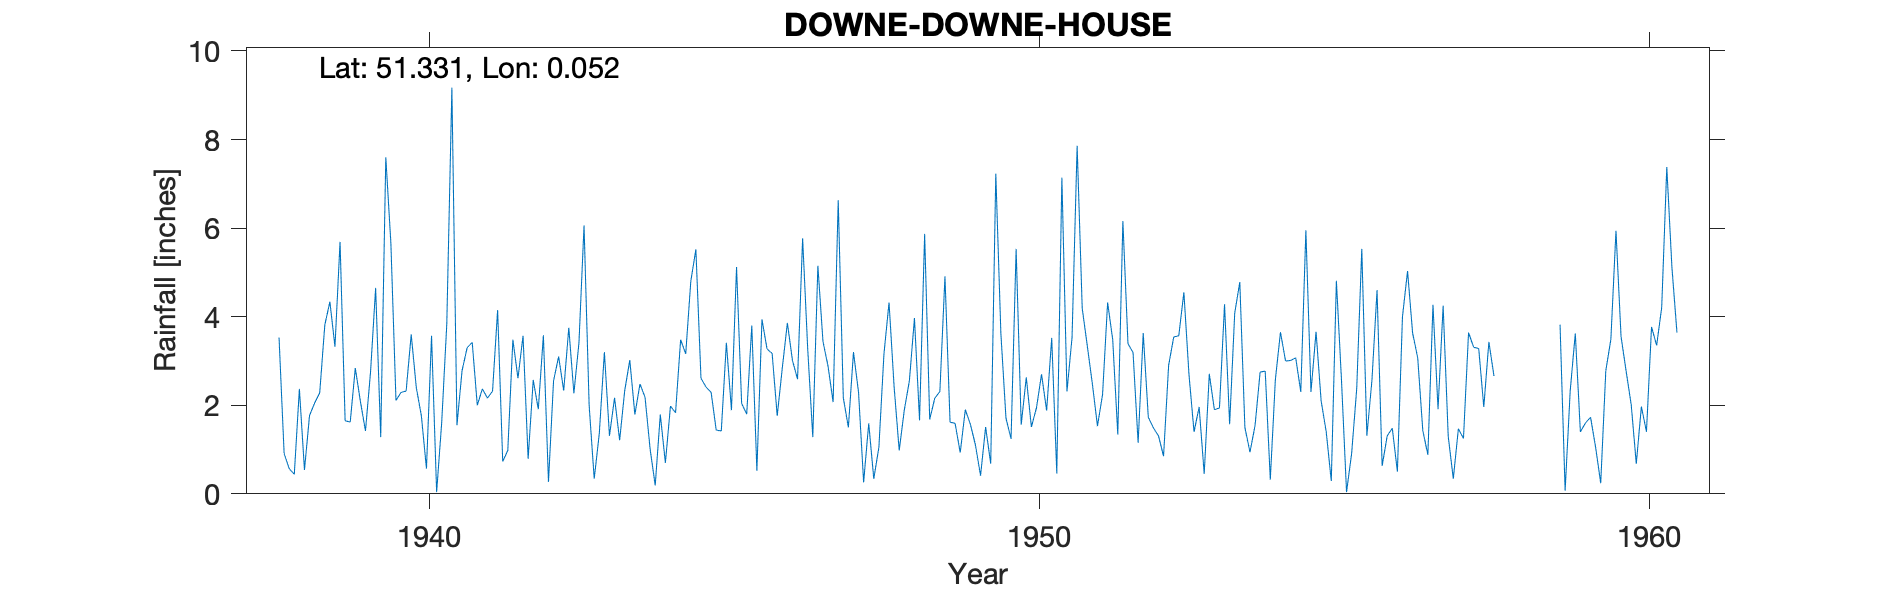 DOWNE-DOWNE-HOUSE
Lat: 51.331, Lon: 0.052
10
8
6
4
2
0
Rainfall [inches]
1940 1950 1960
Year